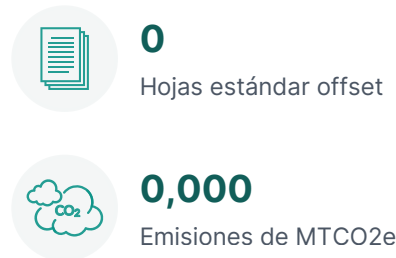 0
Hojas estándar offset
CO₂
0,000
Emisiones de MTCO2e